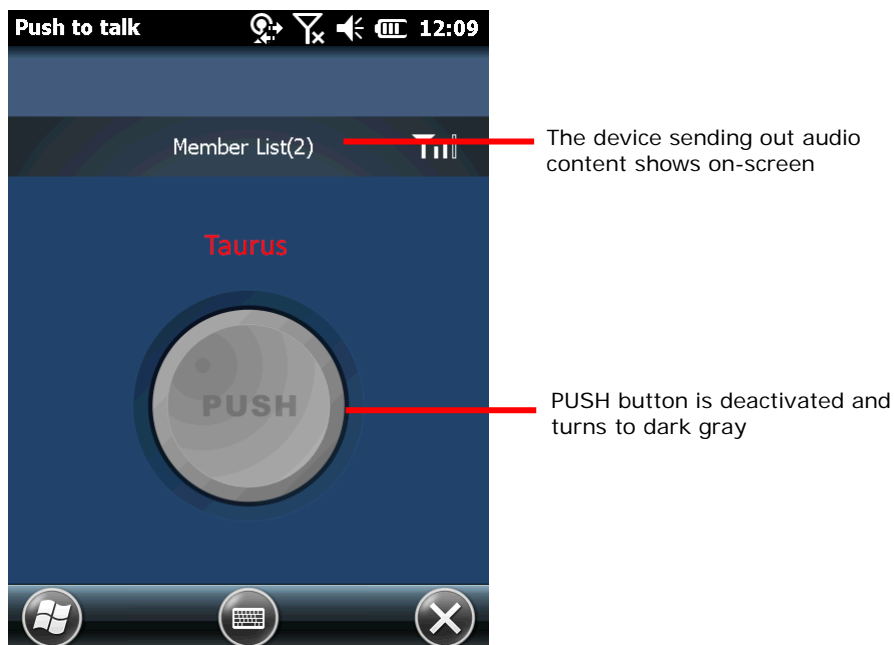 Push to talk 12:09
Member List(2)
The device sending out audio
content shows on-screen
Taurus
PUSH
PUSH button is deactivated and
turns to dark gray